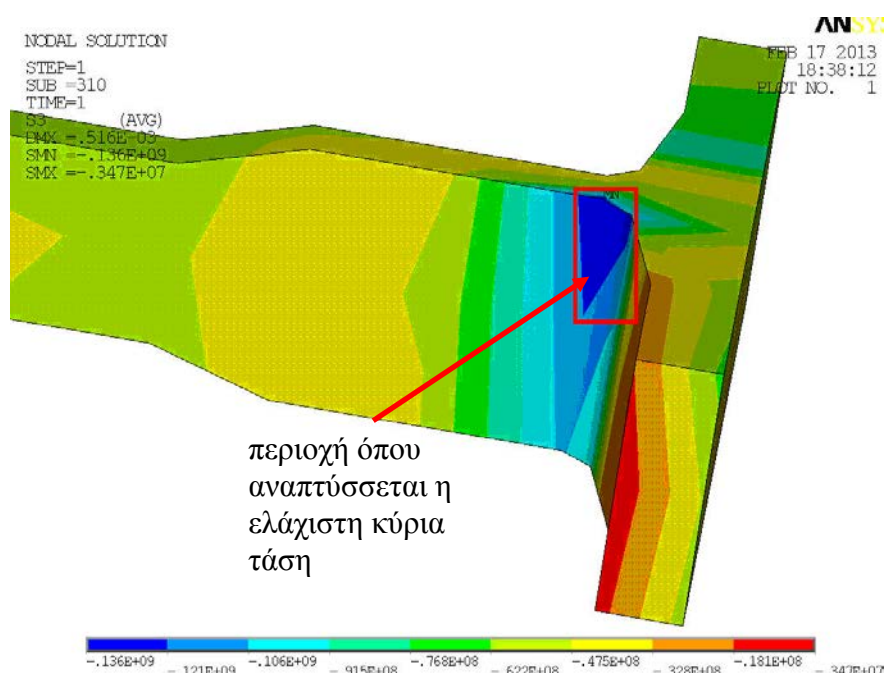 ANSYS
NODAL SOLUTION
FEB 17 2013
18:38:12
PLOT NO. 1
STEP=1
SUB =310
TIME=1
S3 (AVG)
DMX =.516E-03
SMN =-.136E+09
SMX =-.347E+07
MN
περιοχή όπου
αναπτύσσεται η
ελάχιστη κύρια
τάση
-.136E+09 -.106E+09 -.768E+08 -.475E+08 -.181E+08
-.121E+09 -.915E+08 -.622E+08 -.328E+08 -.347E+07